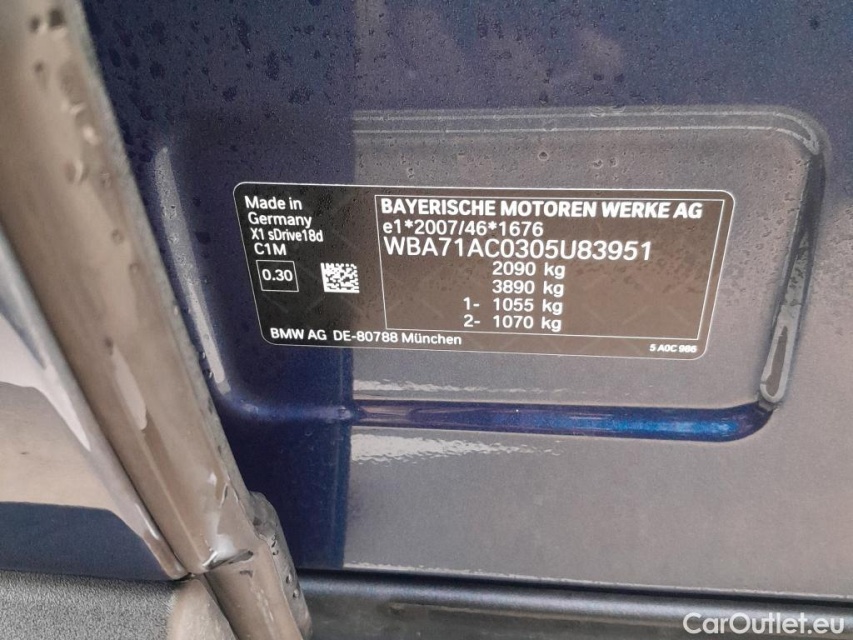 Made in
Germany
X1 sDrive18d
C1M
0.30
BAYERISCHE MOTOREN WERKE AG
e1*2007/46*1676
WBA71AC0305U83951
2090 kg
3890 kg
1- 1055 kg
2- 1070 kg
BMW AG DE-80788 München
5 A0C 986
CarOutlet.eu